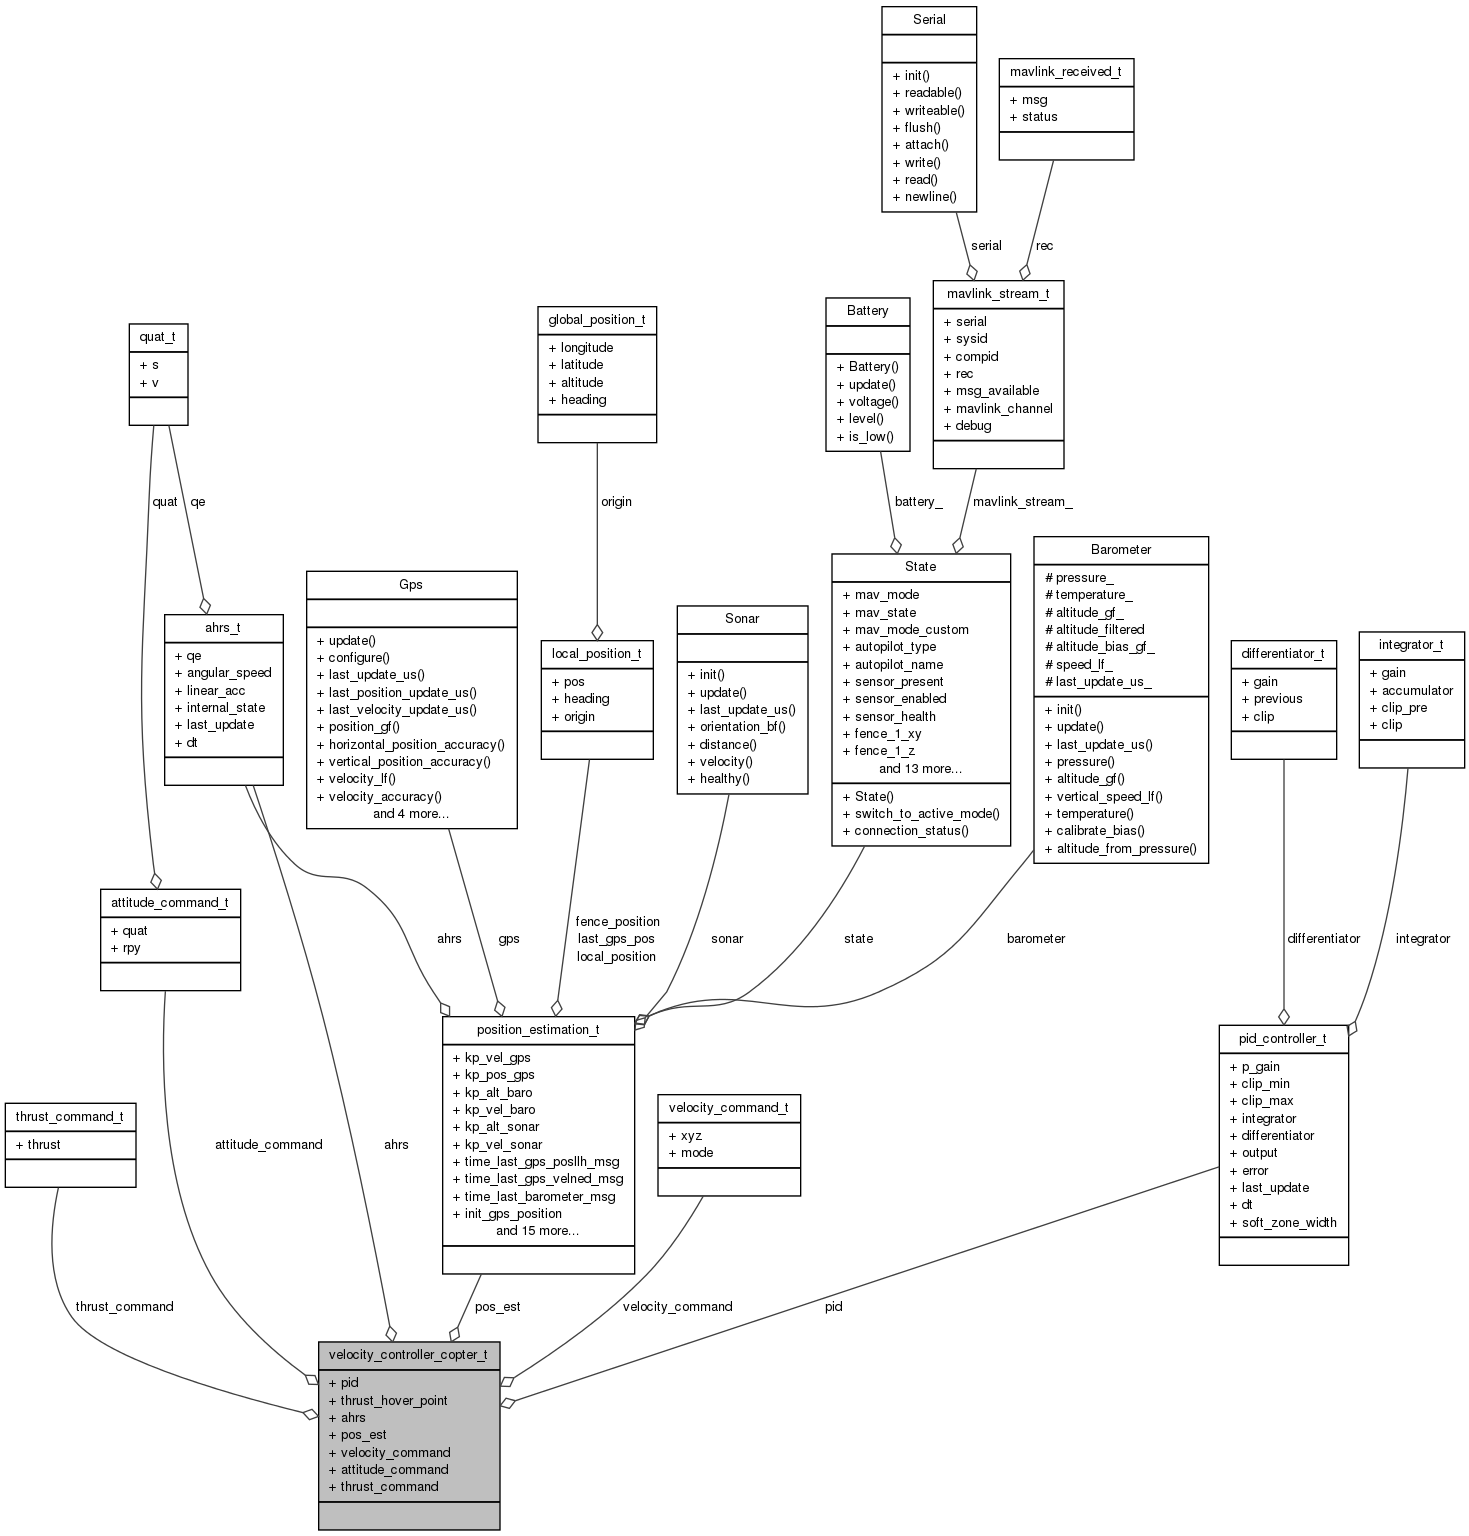 Serial
+ init()
+ readable()
+ writeable()
+ flush()
+ attach()
+ write()
+ read()
+ newline()
mavlink_received_t
+ msg
+ status
serial
rec
mavlink_stream_t
+ serial
+ sysid
+ compid
+ rec
+ msg_available
+ mavlink_channel
+ debug
Battery
+ Battery()
+ update()
+ voltage()
+ level()
+ is_low()
global_position_t
+ longitude
+ latitude
+ altitude
+ heading
quat_t
+ s
+ v
quat
qe
origin
battery_
mavlink_stream_
ahrs_t
+ qe
+ angular_speed
+ linear_acc
+ internal_state
+ last_update
+ dt
Gps
+ update()
+ configure()
+ last_update_us()
+ last_position_update_us()
+ last_velocity_update_us()
+ position_gf()
+ horizontal_position_accuracy()
+ vertical_position_accuracy()
+ velocity_lf()
+ velocity_accuracy()
and 4 more...
local_position_t
+ pos
+ heading
+ origin
Sonar
+ init()
+ update()
+ last_update_us()
+ orientation_bf()
+ distance()
+ velocity()
+ healthy()
State
+ mav_mode
+ mav_state
+ mav_mode_custom
+ autopilot_type
+ autopilot_name
+ sensor_present
+ sensor_enabled
+ sensor_health
+ fence_1_xy
+ fence_1_z
and 13 more...
+ State()
+ switch_to_active_mode()
+ connection_status()
Barometer
# pressure_
# temperature_
# altitude_gf_
# altitude_filtered
# altitude_bias_gf_
# speed_lf_
# last_update_us_
+ init()
+ update()
+ last_update_us()
+ pressure()
+ altitude_gf()
+ vertical_speed_lf()
+ temperature()
+ calibrate_bias()
+ altitude_from_pressure()
differentiator_t
+ gain
+ previous
+ clip
integrator_t
+ gain
+ accumulator
+ clip_pre
+ clip
attitude_command_t
+ quat
+ rpy
ahrs
gps
fence_position
last_gps_pos
local_position
sonar
state
barometer
differentiator
integrator
position_estimation_t
+ kp_vel_gps
+ kp_pos_gps
+ kp_alt_baro
+ kp_vel_baro
+ kp_alt_sonar
+ kp_vel_sonar
+ time_last_gps_posllh_msg
+ time_last_gps_velned_msg
+ time_last_barometer_msg
+ init_gps_position
and 15 more...
pid_controller_t
+ p_gain
+ clip_min
+ clip_max
+ integrator
+ differentiator
+ output
+ error
+ last_update
+ dt
+ soft_zone_width
thrust_command_t
+ thrust
attitude_command
ahrs
velocity_command_t
+ xyz
+ mode
thrust_command
pos_est
velocity_command
pid
velocity_controller_copter_t
+ pid
+ thrust_hover_point
+ ahrs
+ pos_est
+ velocity_command
+ attitude_command
+ thrust_command